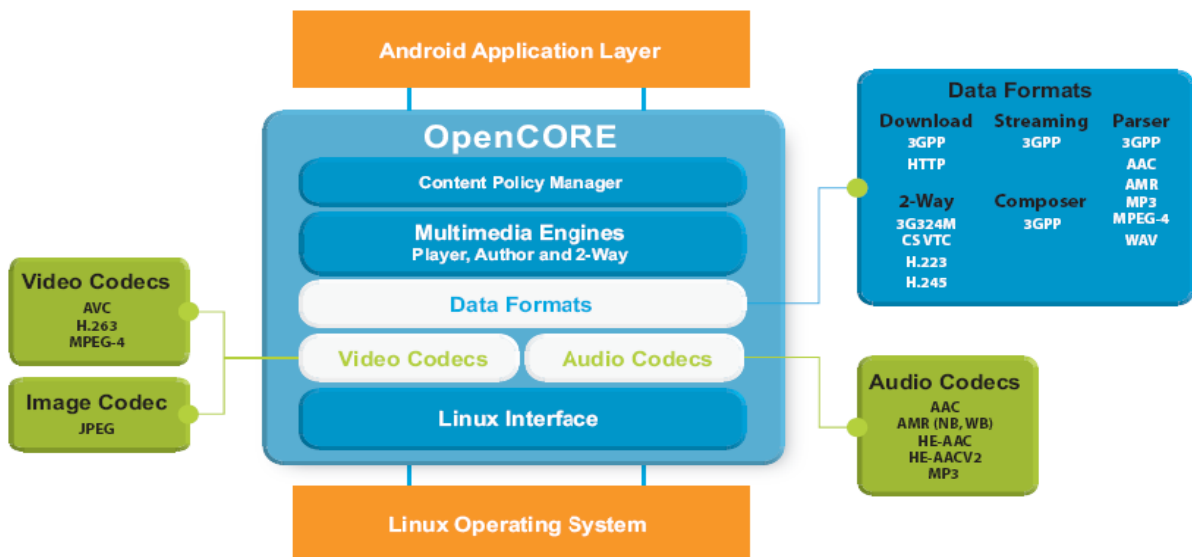 Android Application Layer
OpenCORE
Content Policy Manager
Multimedia Engines
Player, Author and 2-Way
Data Formats
Video Codecs
Audio Codecs
Linux Interface
Linux Operating System
Video Codecs
AVC
H.263
MPEG-4
Image Codec
JPEG
Data Formats
Download
3GPP
HTTP
Streaming
3GPP
Parser
3GPP
AAC
AMR
MP3
MPEG-4
WAV
2-Way
3G324M
CS VTC
H.223
H.245
Composer
3GPP
Audio Codecs
AAC
AMR (NB, WB)
HE-AAC
HE-AACV2
MP3